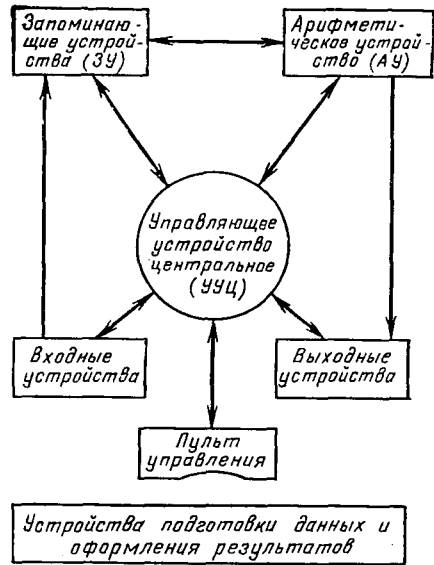 Запоминаю-
щие устрой-
ства (ЗУ)
Арифмети-
ческое устрой-
ство (АУ)
Управляющее
устройство
центральное
(УУЦ)
Входные
устройства
Выходные
устройства
Пульт
управления
Устройства подготовки данных и
оформления результатов